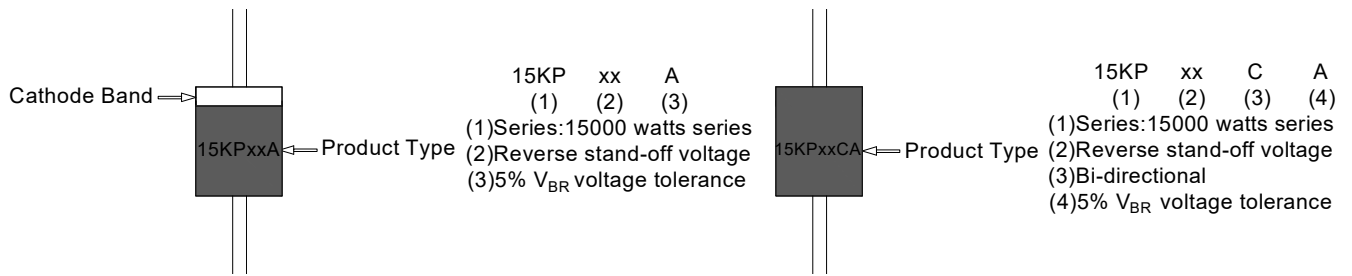 Cathode Band
15KPxxA
Product Type
15KP xx A
(1) (2) (3)
(1)Series:15000 watts series
(2)Reverse stand-off voltage
(3)5% VBR voltage tolerance
15KPxxCA
Product Type
15KP xx C A
(1) (2) (3) (4)
(1)Series:15000 watts series
(2)Reverse stand-off voltage
(3)Bi-directional
(4)5% VBR voltage tolerance